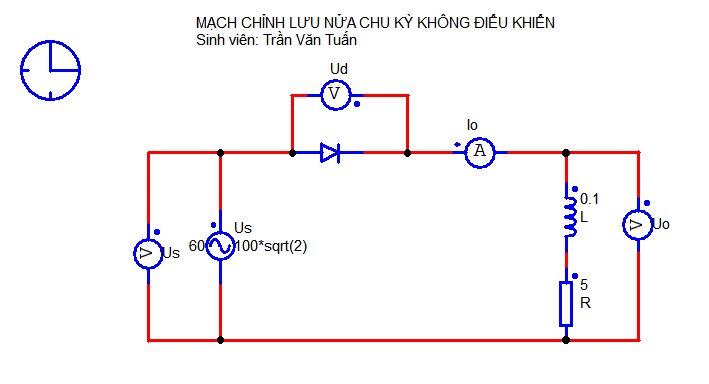 MẠCH CHỈNH LƯU NỬA CHU KỲ KHÔNG ĐIỀU KHIỂN
Sinh viên: Trần Văn Tuấn
Ud
V
Io
A
0.1
L
V
Uo
Us
V
Us
60
100*sqrt(2)
5
R